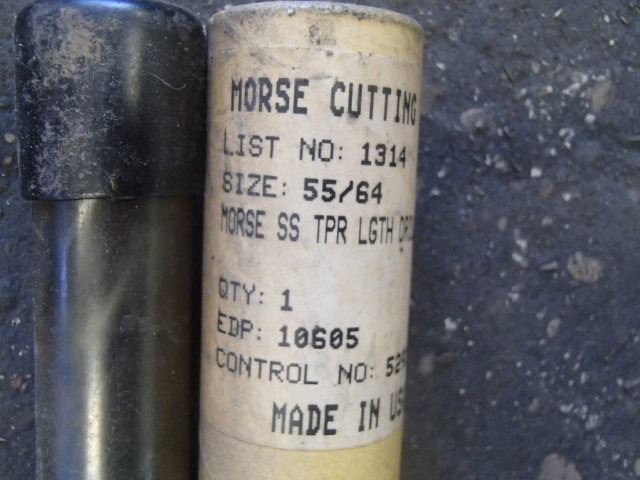 MORSE CUTTING
LIST NO: 1314
SIZE: 55/64
MORSE SS TPR LGTH
QTY: 1
EDP: 10605
CONTROL NO:
MADE IN